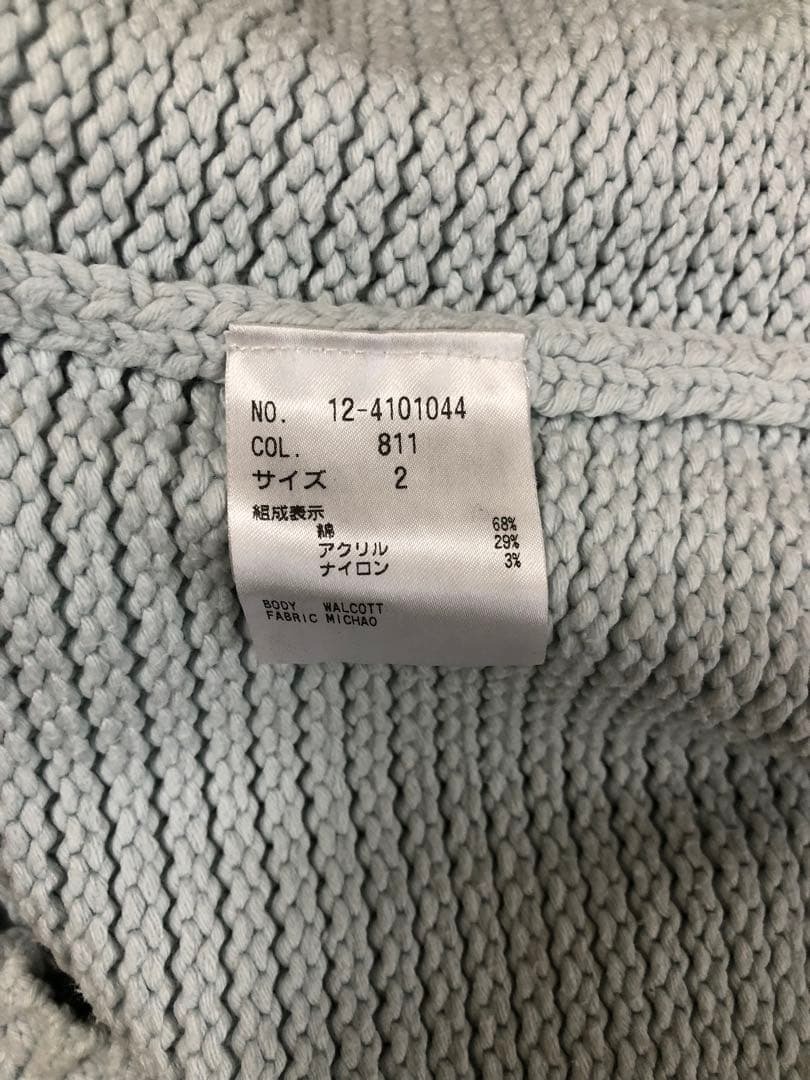 NO. 12-4101044
COL. 811
サイズ 2
組成表示
綿 68%
アクリル 29%
ナイロン 3%
BODY WALCOTT
FABRIC MICHAO